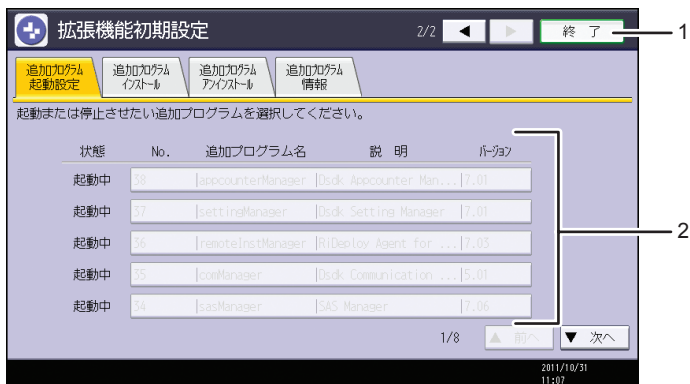 拡張機能初期設定 2/2 ◀ ▶ 終 了 1
追加プログラム
起動設定
追加プログラム
インストール
追加プログラム
アンインストール
追加プログラム
情報
起動または停止させたい追加プログラムを選択してください。
状態 No. 追加プログラム名 説 明 バージョン
起動中 38 |appcounterManager |Dsdk Appcounter Man...|7.01
起動中 37 |settingManager |Dsdk Setting Manager |7.01
2
起動中 36 |remoteInstManager |RiDeploy Agent for ...|7.03
起動中 35 |comManager |Dsdk Communication ...|5.01
起動中 34 |sasManager |SAS Manager |7.06
1/8 ▲ 前へ ▼ 次へ
2011/10/31
11:07